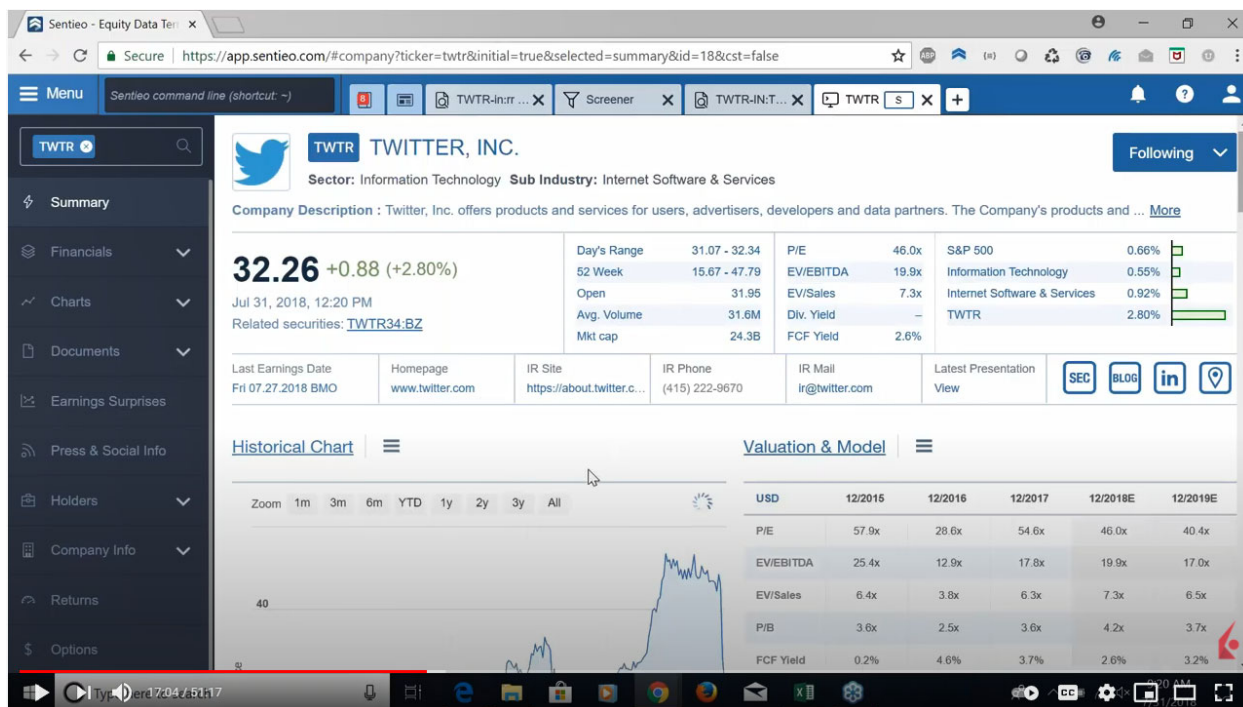 Sentieo - Equity Data Ter
Secure | https://app.sentieo.com/#company?ticker=twtr&initial=true&selected=summary&id=18&cst=false
Menu
Sentieo command line (shortcut: ~)
8
TWTR-in:rr ...
Screener
TWTR-IN:T...
TWTR S
TWTR
Summary
Financials
Charts
Documents
Earnings Surprises
Press & Social Info
Holders
Company Info
Returns
Options
TWTR TWITTER, INC.
Following
Sector: Information Technology Sub Industry: Internet Software & Services
Company Description : Twitter, Inc. offers products and services for users, advertisers, developers and data partners. The Company's products and ... More
32.26 +0.88 (+2.80%)
Jul 31, 2018, 12:20 PM
Related securities: TWTR34:BZ
Day's Range 31.07 - 32.34
52 Week 15.67 - 47.79
Open 31.95
Avg. Volume 31.6M
Mkt cap 24.3B
P/E 46.0x
EV/EBITDA 19.9x
EV/Sales 7.3x
Div. Yield –
FCF Yield 2.6%
S&P 500 0.66%
Information Technology 0.55%
Internet Software & Services 0.92%
TWTR 2.80%
Last Earnings Date
Fri 07.27.2018 BMO
Homepage
www.twitter.com
IR Site
https://about.twitter.c...
IR Phone
(415) 222-9670
IR Mail
ir@twitter.com
Latest Presentation
View
SEC
BLOG
in
Historical Chart
Zoom 1m 3m 6m YTD 1y 2y 3y All
40
Valuation & Model
USD 12/2015 12/2016 12/2017 12/2018E 12/2019E
P/E 57.9x 28.6x 54.6x 46.0x 40.4x
EV/EBITDA 25.4x 12.9x 17.8x 19.9x 17.0x
EV/Sales 6.4x 3.8x 6.3x 7.3x 6.5x
P/B 3.6x 2.5x 3.6x 4.2x 3.7x
FCF Yield 0.2% 4.6% 3.7% 2.6% 3.2%
17:04 / 51:17
CC